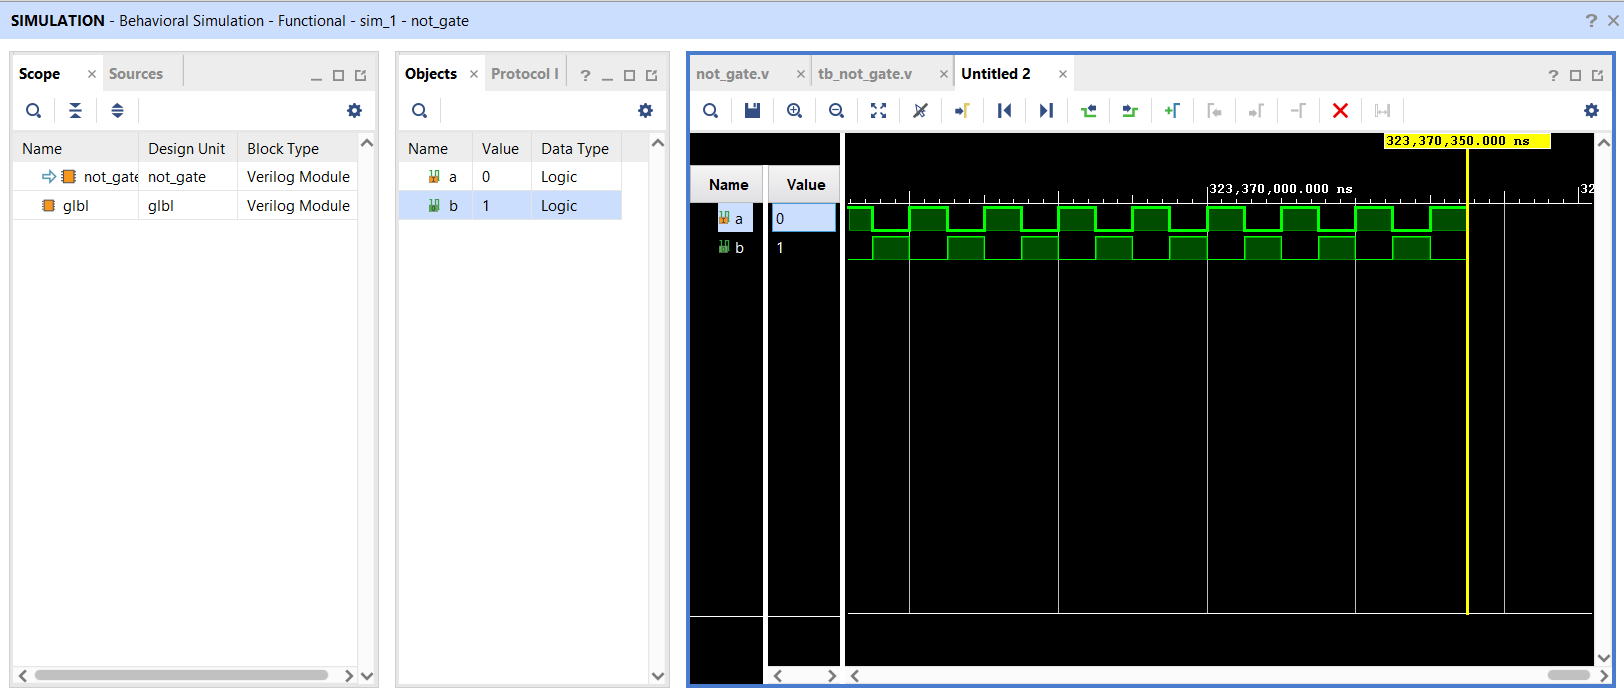 SIMULATION - Behavioral Simulation - Functional - sim_1 - not_gate
Scope
Sources
Name Design Unit Block Type
not_gate not_gate Verilog Module
glbl glbl Verilog Module
Objects
Protocol I
Name Value Data Type
a 0 Logic
b 1 Logic
not_gate.v
tb_not_gate.v
Untitled 2
Name Value
a 0
b 1
323,370,350.000 ns
323,370,000.000 ns
32